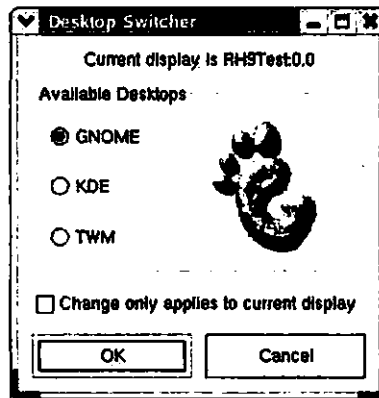 Desktop Switcher
Current display is RH9Test:0.0
Available Desktops
GNOME
KDE
TWM
Change only applies to current display
OK
Cancel